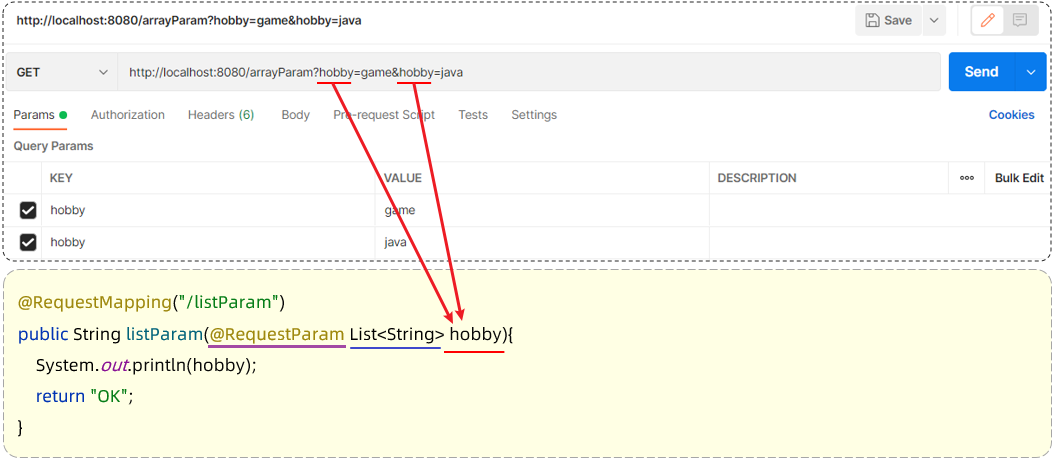 http://localhost:8080/arrayParam?hobby=game&hobby=java
Save
GET http://localhost:8080/arrayParam?hobby=game&hobby=java Send
Params Authorization Headers (6) Body Pre-request Script Tests Settings Cookies
Query Params
KEY VALUE DESCRIPTION ooo Bulk Edit
hobby game
hobby java
@RequestMapping("/listParam")
public String listParam(@RequestParam List<String> hobby){
System.out.println(hobby);
return "OK";
}